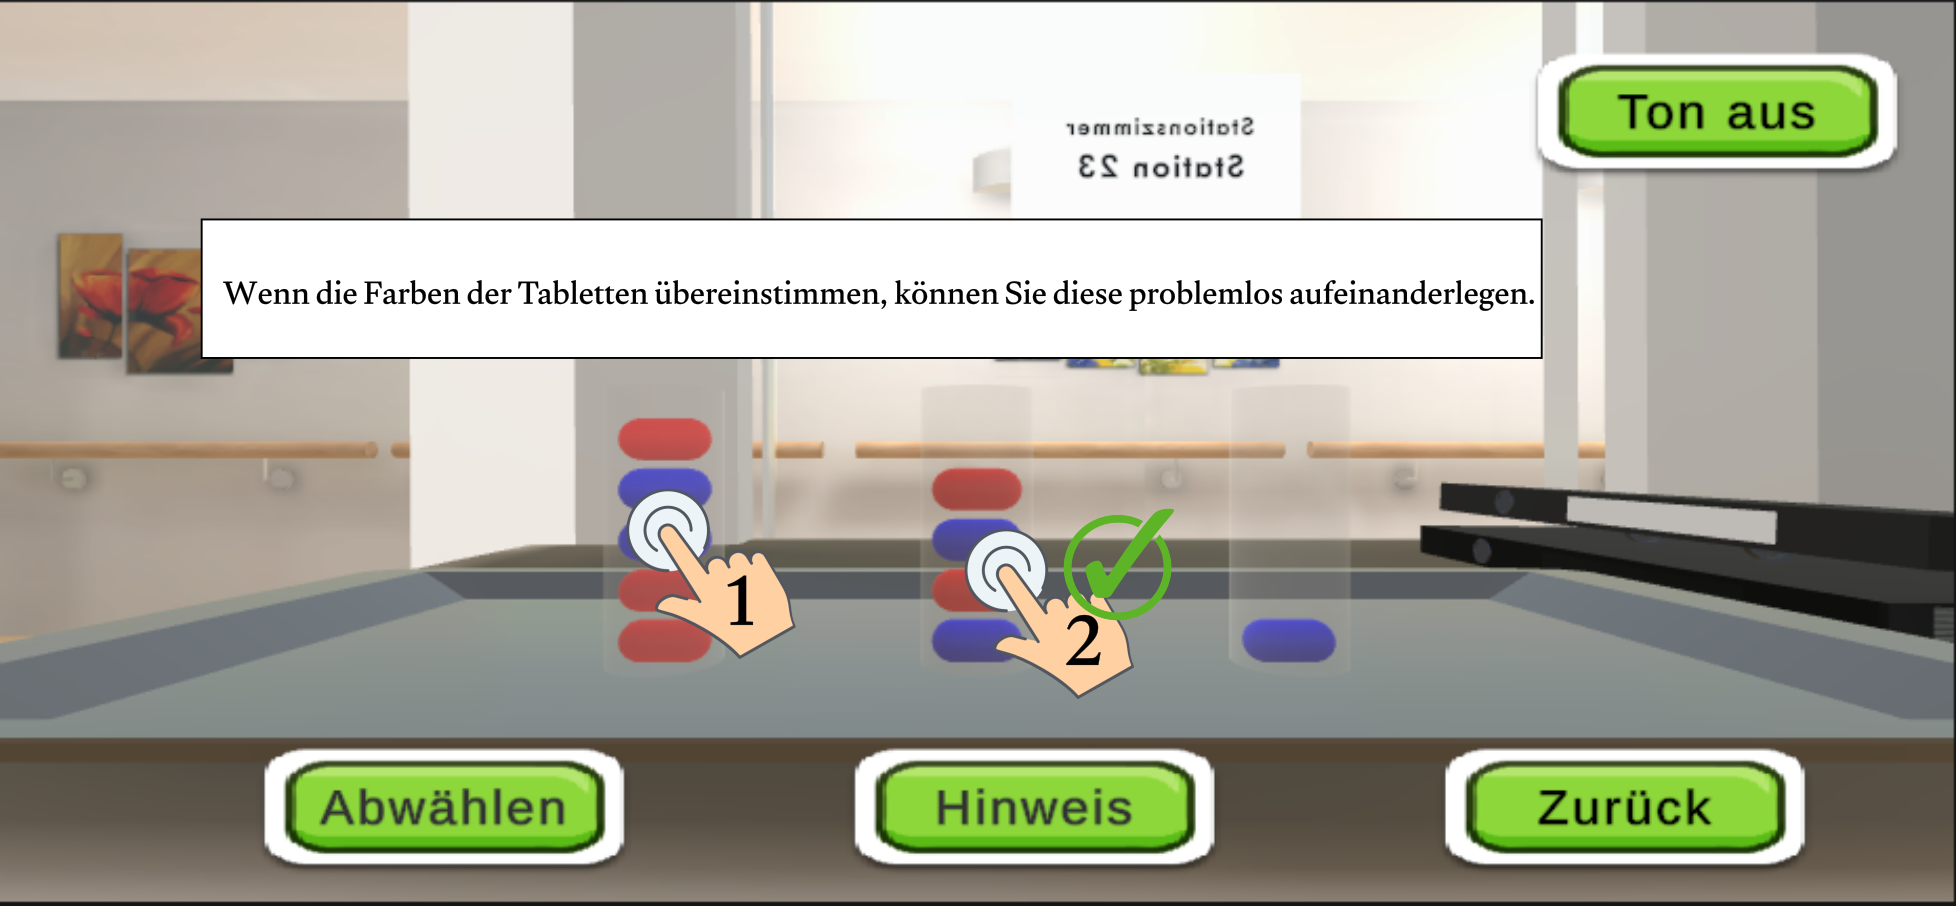 Ton aus
Stationszimmer
Station 23
Wenn die Farben der Tabletten übereinstimmen, können Sie diese problemlos aufeinanderlegen.
1
2
Abwählen
Hinweis
Zurück